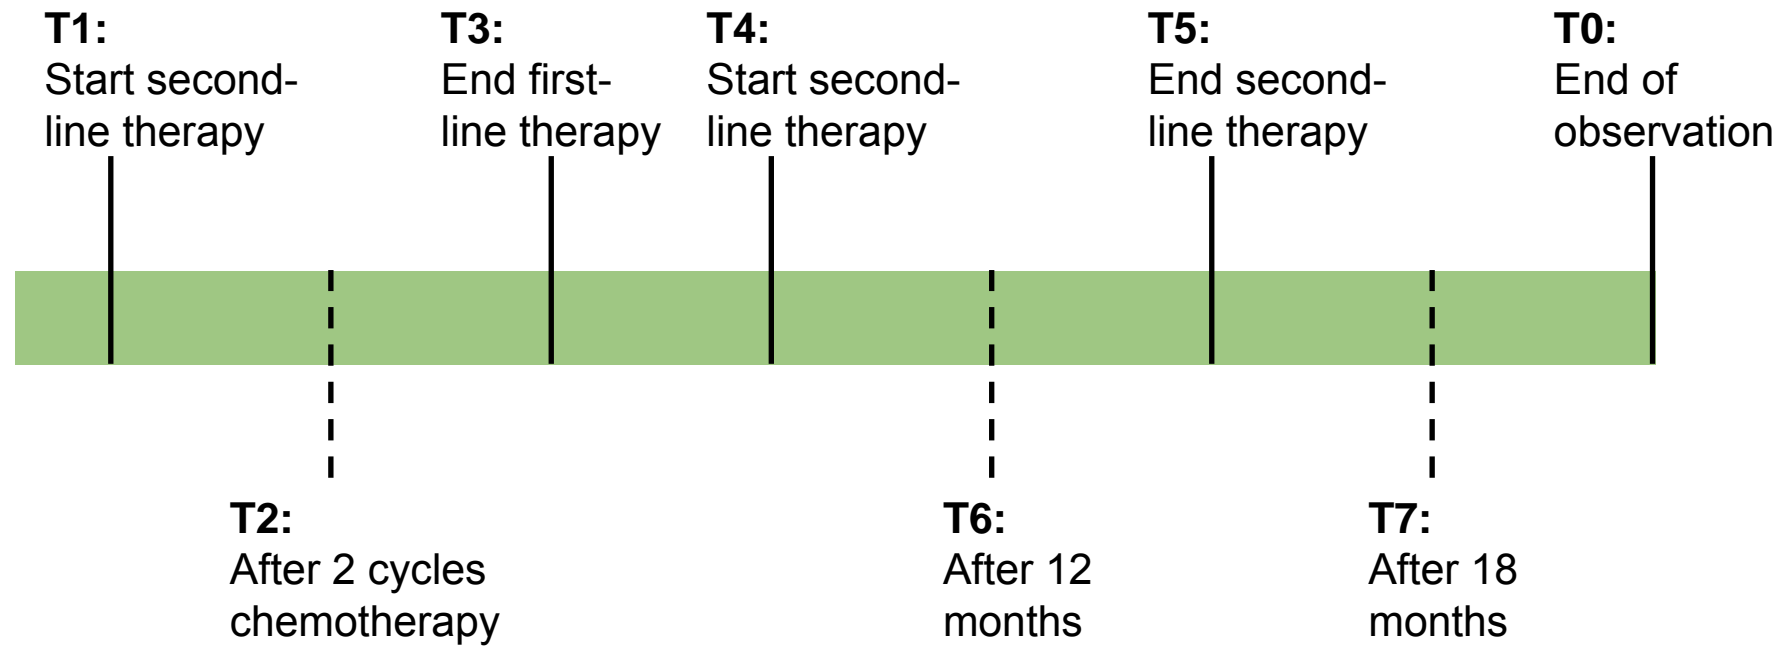 T1:
Start second-
line therapy
T3:
End first-
line therapy
T4:
Start second-
line therapy
T5:
End second-
line therapy
T0:
End of
observation
T2:
After 2 cycles
chemotherapy
T6:
After 12
months
T7:
After 18
months